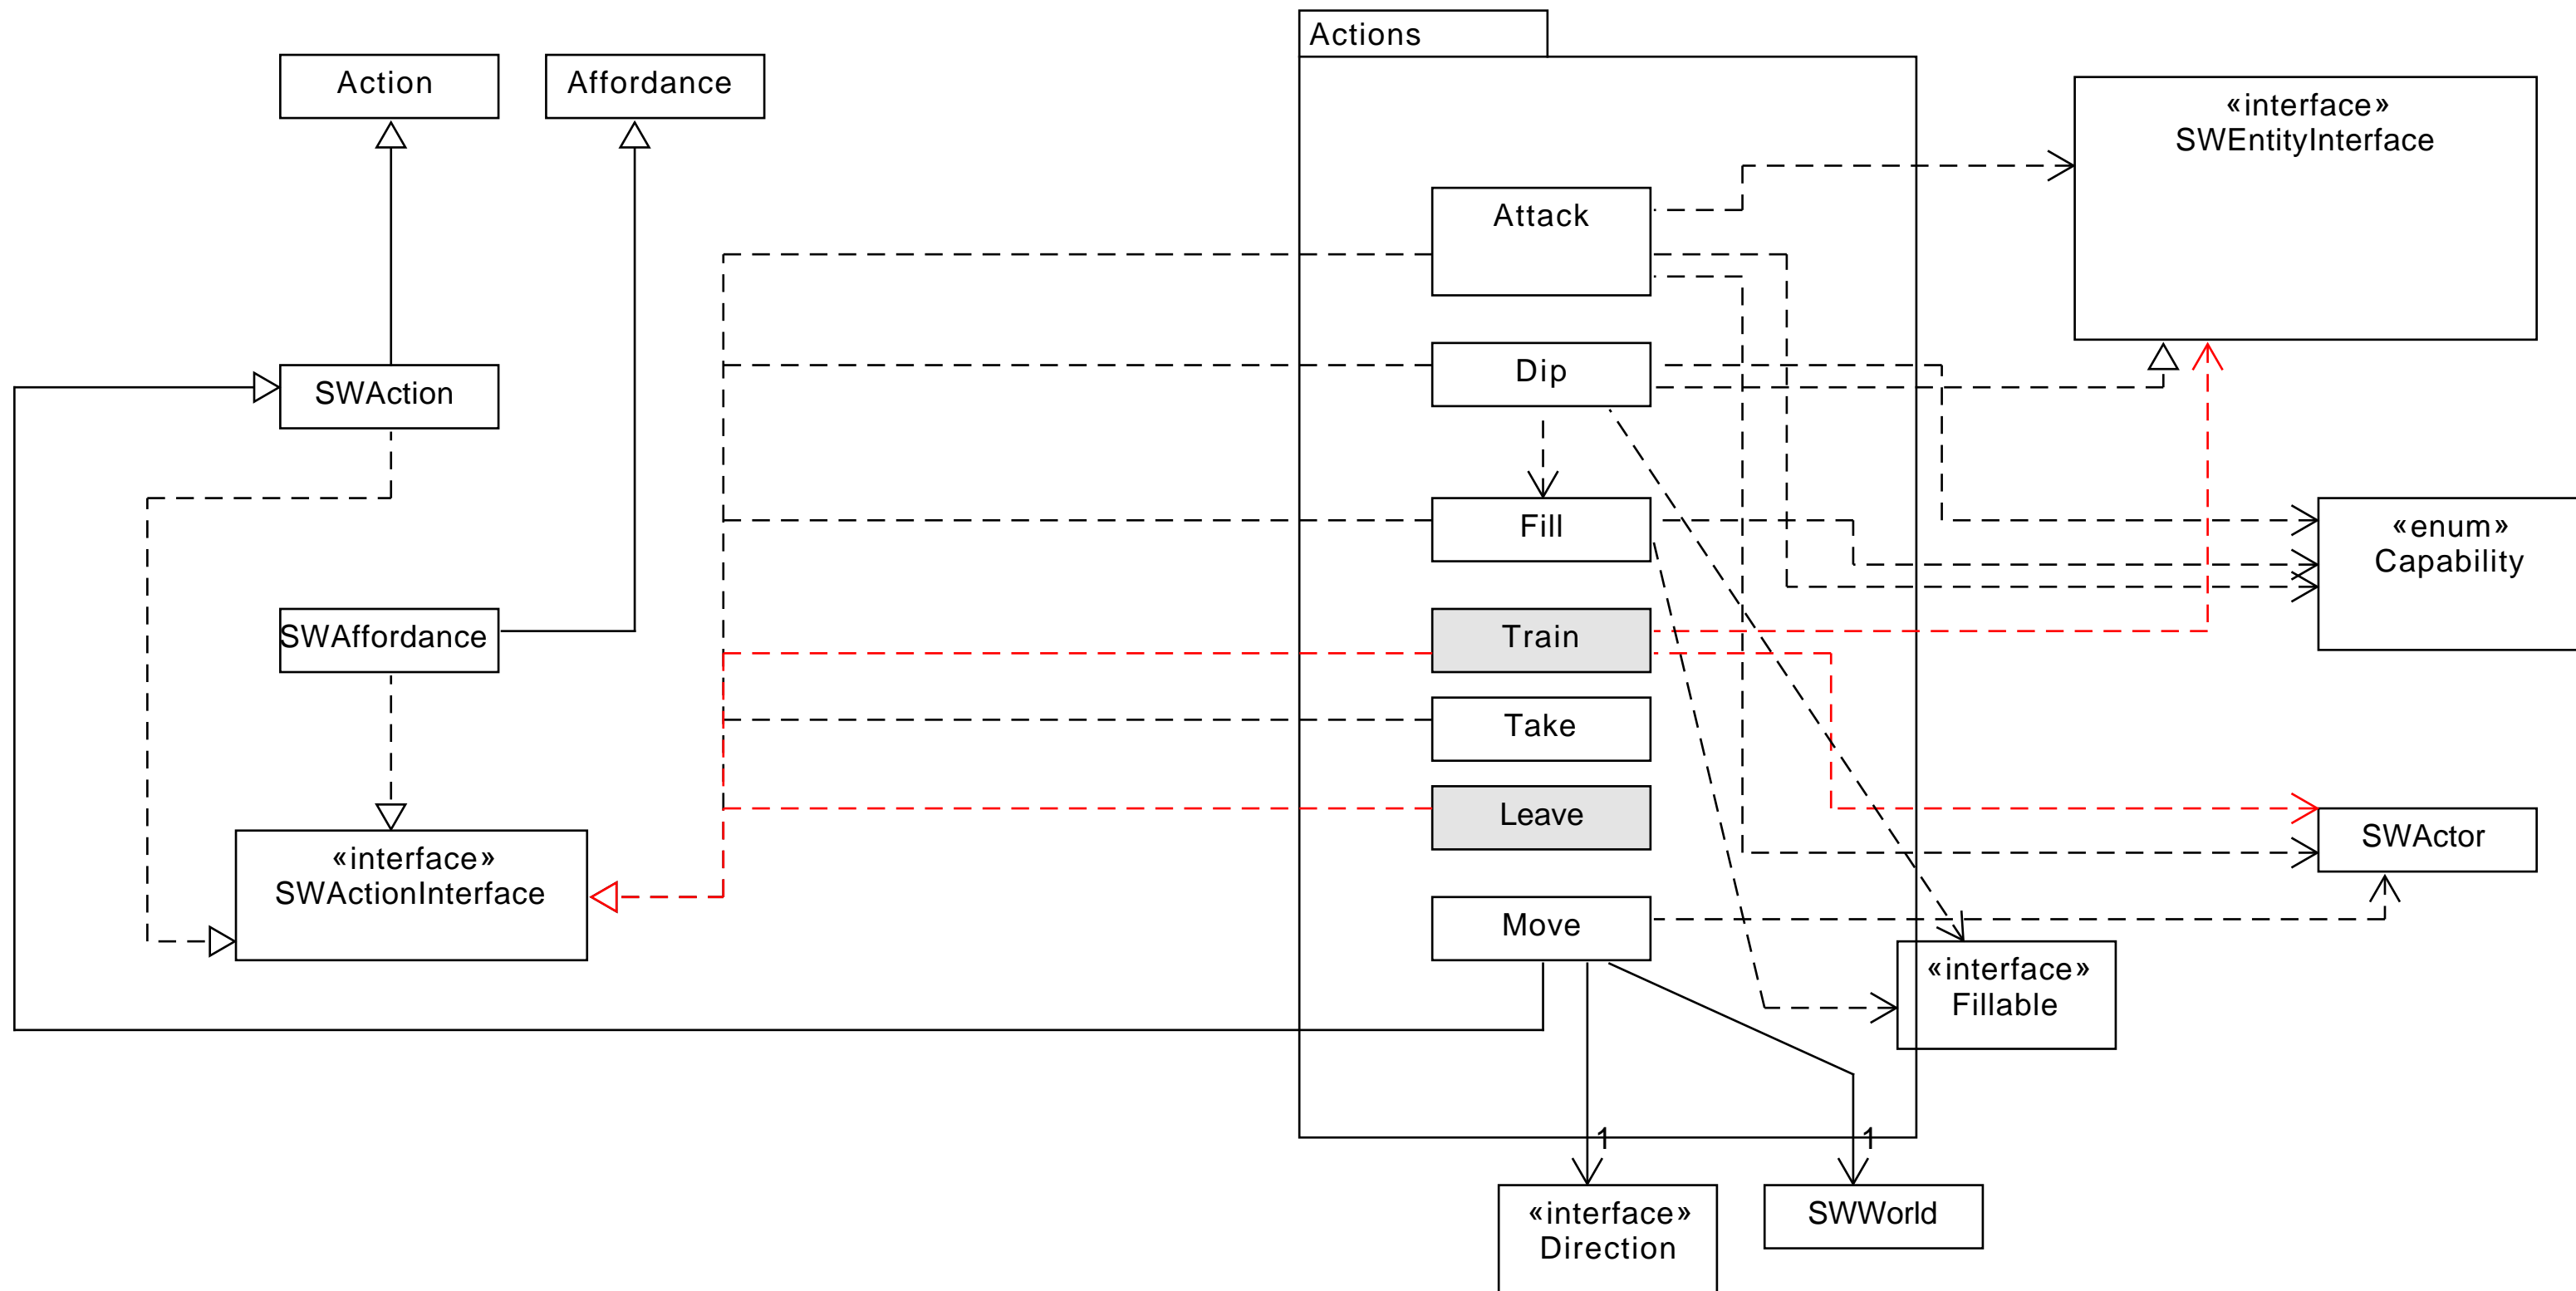 Actions
Action
Affordance
«interface»
SWEntityInterface
Attack
Dip
SWAction
Fill
«enum»
Capability
SWAffordance
Train
Take
Leave
SWActor
«interface»
SWActionInterface
Move
«interface»
Fillable
1
1
«interface»
Direction
SWWorld